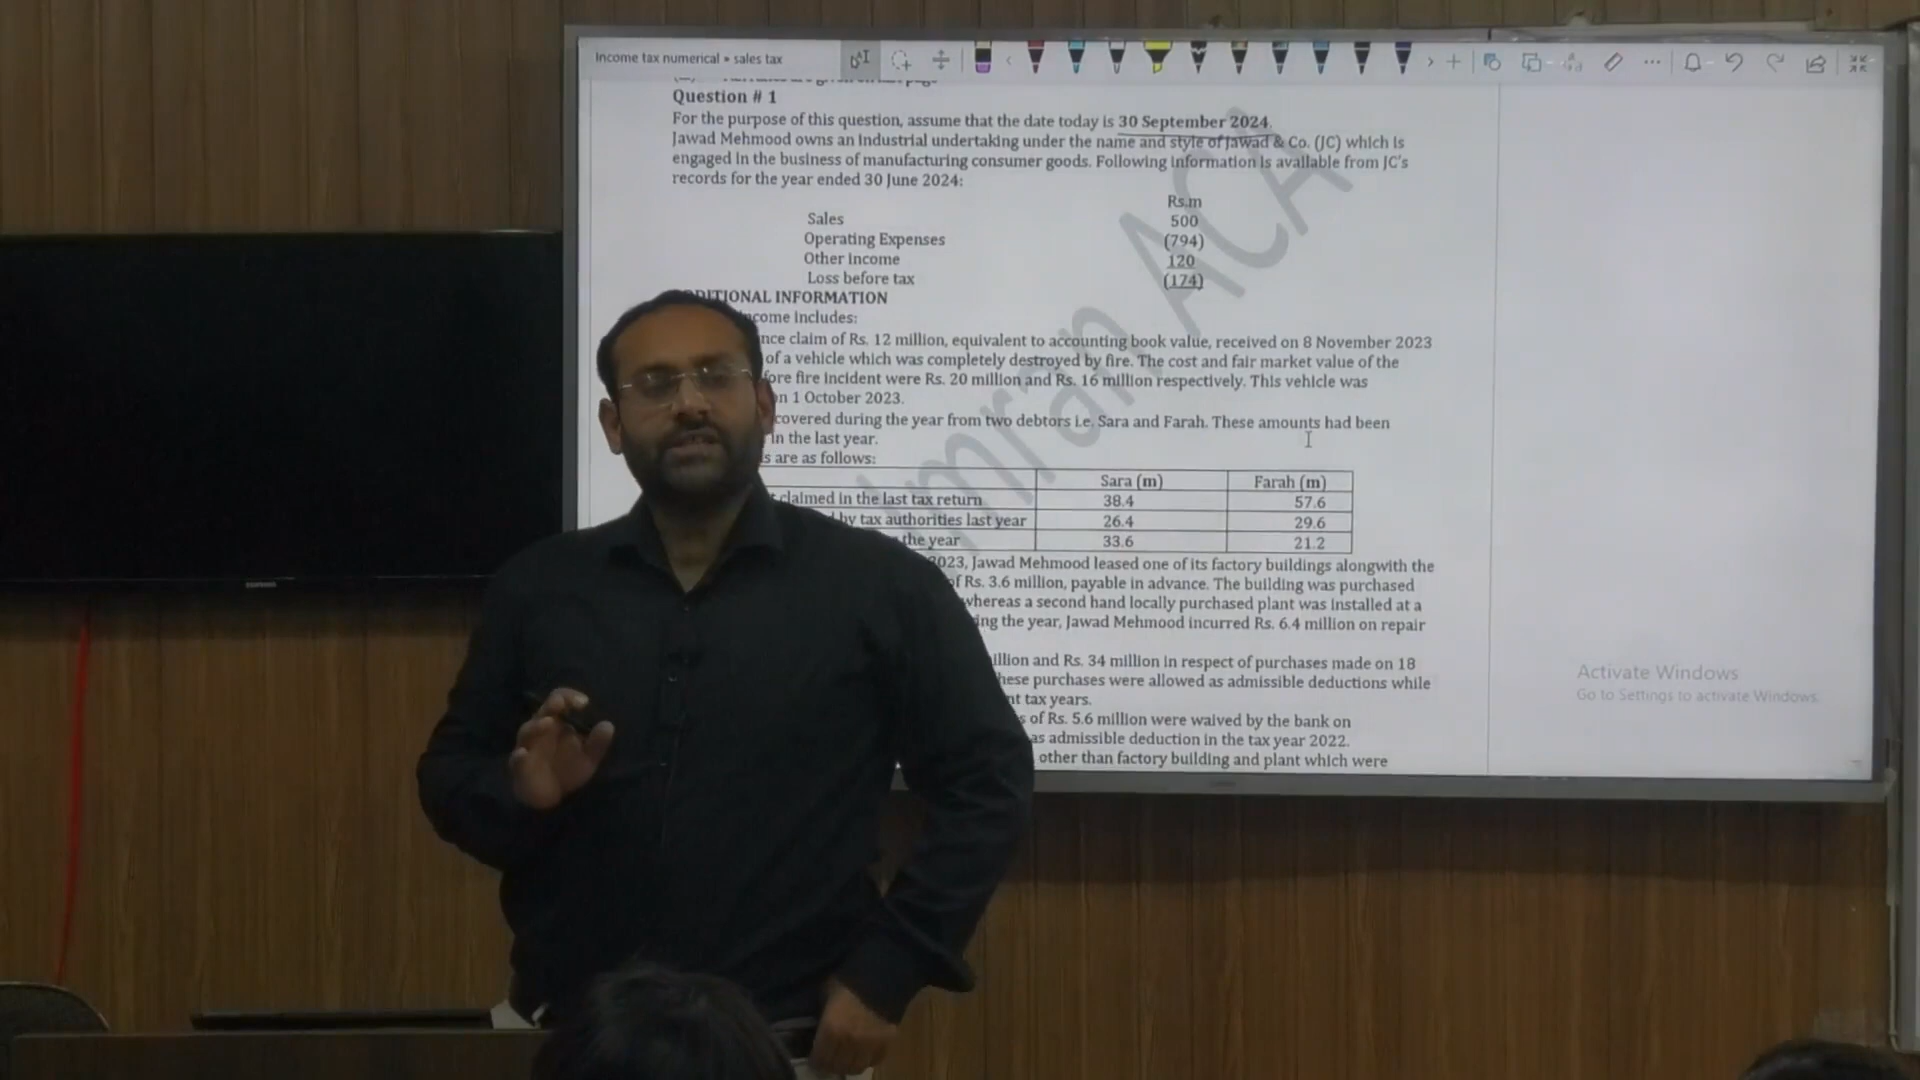 Income tax numerical + sales tax
Question # 1
For the purpose of this question, assume that the date today is 30 September 2024.
Jawad Mehmood owns an industrial undertaking under the name and style of Jawad & Co. (JC) which is
engaged in the business of manufacturing consumer goods. Following information is available from JC's
records for the year ended 30 June 2024:
Rs.m
Sales 500
Operating Expenses (794)
Other income 120
Loss before tax (174)
DITIONAL INFORMATION
ncome includes:
nce claim of Rs. 12 million, equivalent to accounting book value, received on 8 November 2023
of a vehicle which was completely destroyed by fire. The cost and fair market value of the
fore fire incident were Rs. 20 million and Rs. 16 million respectively. This vehicle was
on 1 October 2023.
covered during the year from two debtors i.e. Sara and Farah. These amounts had been
in the last year.
s are as follows:
Sara (m) Farah (m)
t claimed in the last tax return 38.4 57.6
d by tax authorities last year 26.4 29.6
the year 33.6 21.2
2023, Jawad Mehmood leased one of its factory buildings alongwith the
of Rs. 3.6 million, payable in advance. The building was purchased
whereas a second hand locally purchased plant was installed at a
ing the year, Jawad Mehmood incurred Rs. 6.4 million on repair
illion and Rs. 34 million in respect of purchases made on 18
hese purchases were allowed as admissible deductions while
nt tax years.
s of Rs. 5.6 million were waived by the bank on
as admissible deduction in the tax year 2022.
other than factory building and plant which were
Imran ACA
Activate Windows
Go to Settings to activate Windows.